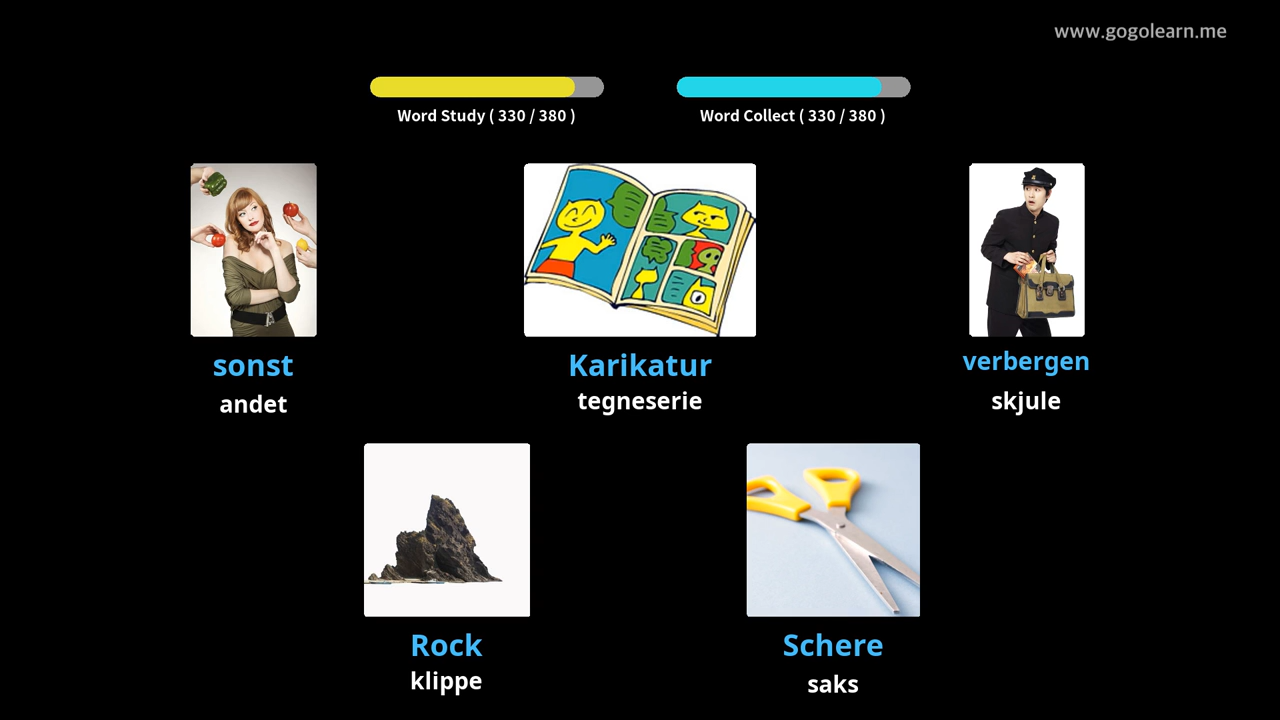 www.gogolearn.me
Word Study ( 330 / 380 )
Word Collect ( 330 / 380 )
sonst
andet
Karikatur
tegneserie
verbergen
skjule
Rock
klippe
Schere
saks